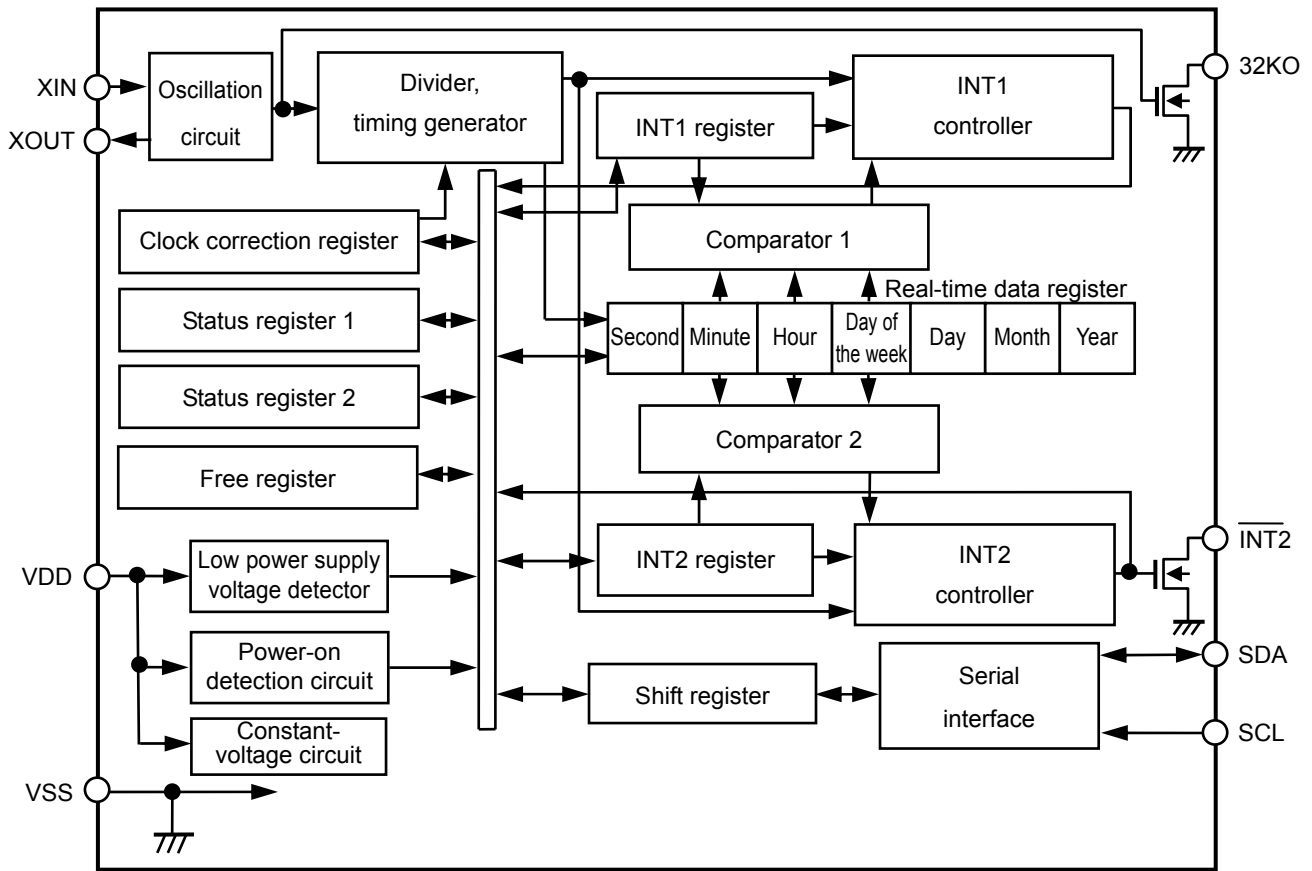 XIN
XOUT
Oscillation
circuit
Divider,
timing generator
INT1 register
INT1
controller
32KO
Clock correction register
Comparator 1
Real-time data register
Status register 1
Second
Minute
Hour
Day of
the week
Day
Month
Year
Status register 2
Comparator 2
Free register
VDD
Low power supply
voltage detector
INT2 register
INT2
controller
INT2
Power-on
detection circuit
Shift register
Serial
interface
SDA
SCL
Constant-
voltage circuit
VSS